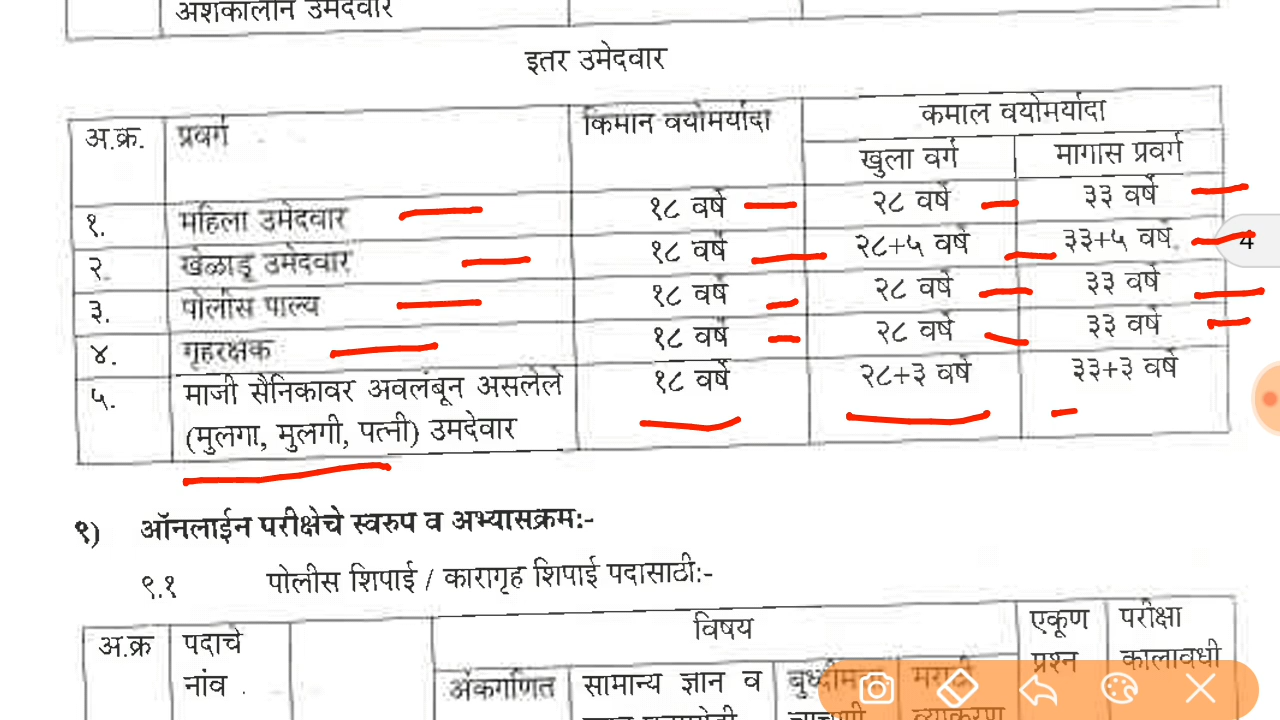 अंशकालीन उमेदवार
इतर उमेदवार
अ.क्र. प्रवर्ग किमान वयोमर्यादा कमाल वयोमर्यादा
खुला वर्ग मागास प्रवर्ग
१. महिला उमेदवार १८ वर्षे २८ वर्षे ३३ वर्षे
२. खेळाडू उमेदवार १८ वर्षे २८+५ वर्षे ३३+५ वर्षे
३. पोलीस पाल्य १८ वर्षे २८ वर्षे ३३ वर्षे
४. गृहरक्षक १८ वर्षे २८ वर्षे ३३ वर्षे
५. माजी सैनिकावर अवलंबून असलेले १८ वर्षे २८+३ वर्षे ३३+३ वर्षे
(मुलगा, मुलगी, पत्नी) उमदेवार
4
९) ऑनलाईन परीक्षेचे स्वरुप व अभ्यासक्रम:-
९.१ पोलीस शिपाई / कारागृह शिपाई पदासाठी:-
अ.क्र पदाचे विषय एकूण परीक्षा
नांव प्रश्न कालावधी
अंकगणित सामान्य ज्ञान व मराठी